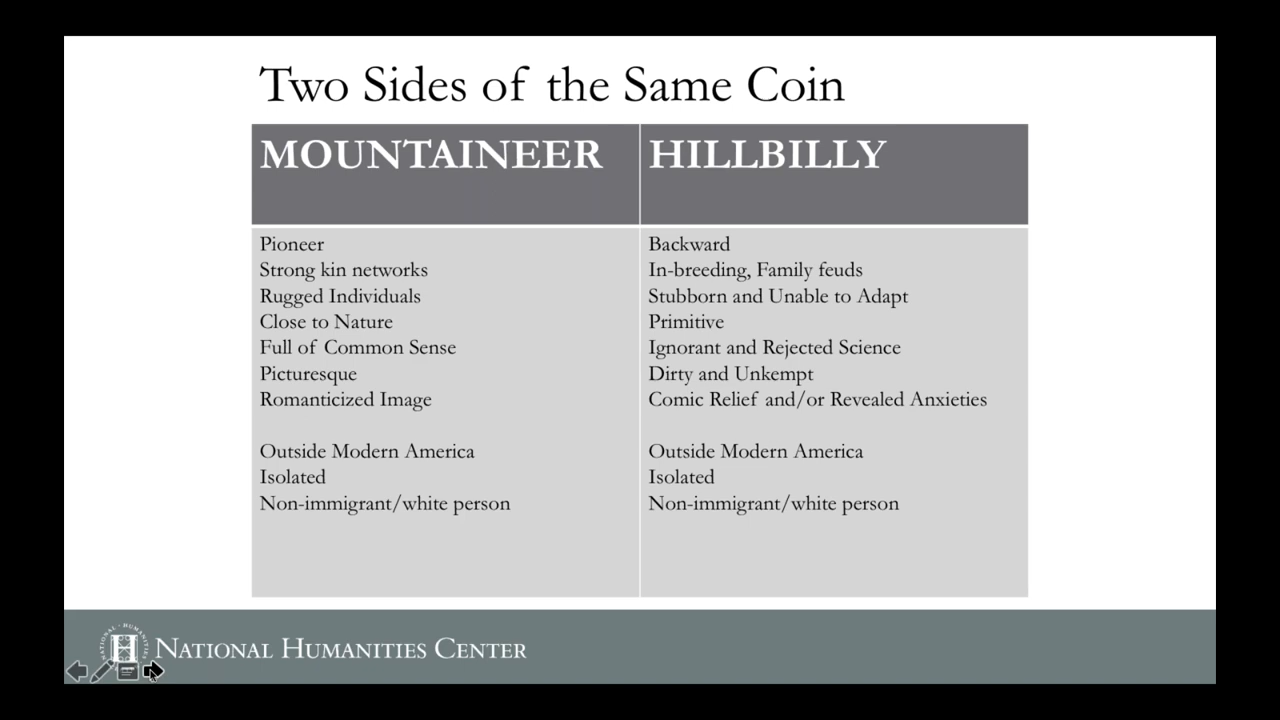 Two Sides of the Same Coin
MOUNTAINEER
HILLBILLY
Pioneer
Strong kin networks
Rugged Individuals
Close to Nature
Full of Common Sense
Picturesque
Romanticized Image
Outside Modern America
Isolated
Non-immigrant/white person
Backward
In-breeding, Family feuds
Stubborn and Unable to Adapt
Primitive
Ignorant and Rejected Science
Dirty and Unkempt
Comic Relief and/or Revealed Anxieties
Outside Modern America
Isolated
Non-immigrant/white person
NATIONAL HUMANITIES CENTER